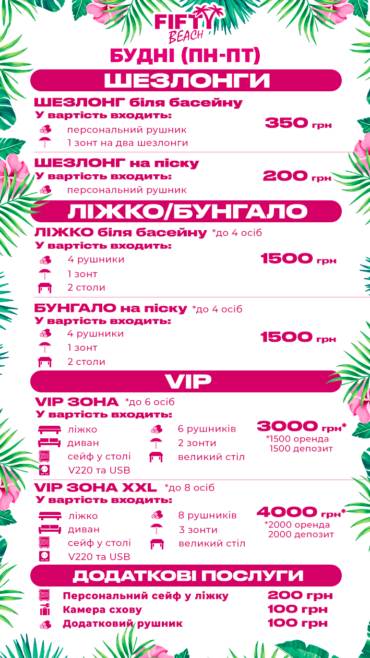 FIFTY
BEACH
БУДНІ (ПН-ПТ)
ШЕЗЛОНГИ
ШЕЗЛОНГ біля басейну
У вартість входить:
персональний рушник
1 зонт на два шезлонги
350 грн
ШЕЗЛОНГ на піску
У вартість входить:
персональний рушник
200 грн
ЛІЖКО/БУНГАЛО
ЛІЖКО біля басейну *до 4 осіб
У вартість входить:
4 рушники
1 зонт
2 столи
1500 грн
БУНГАЛО на піску *до 4 осіб
У вартість входить:
4 рушники
1 зонт
2 столи
1500 грн
VIP
VIP ЗОНА *до 6 осіб
У вартість входить:
ліжко
диван
сейф у столі
V220 та USB
6 рушників
2 зонти
великий стіл
3000 грн*
*1500 оренда
1500 депозит
VIP ЗОНА XXL *до 8 осіб
У вартість входить:
ліжко
диван
сейф у столі
V220 та USB
8 рушників
3 зонти
великий стіл
4000 грн*
*2000 оренда
2000 депозит
ДОДАТКОВІ ПОСЛУГИ
Персональний сейф у ліжку 200 грн
Камера схову 100 грн
Додатковий рушник 100 грн